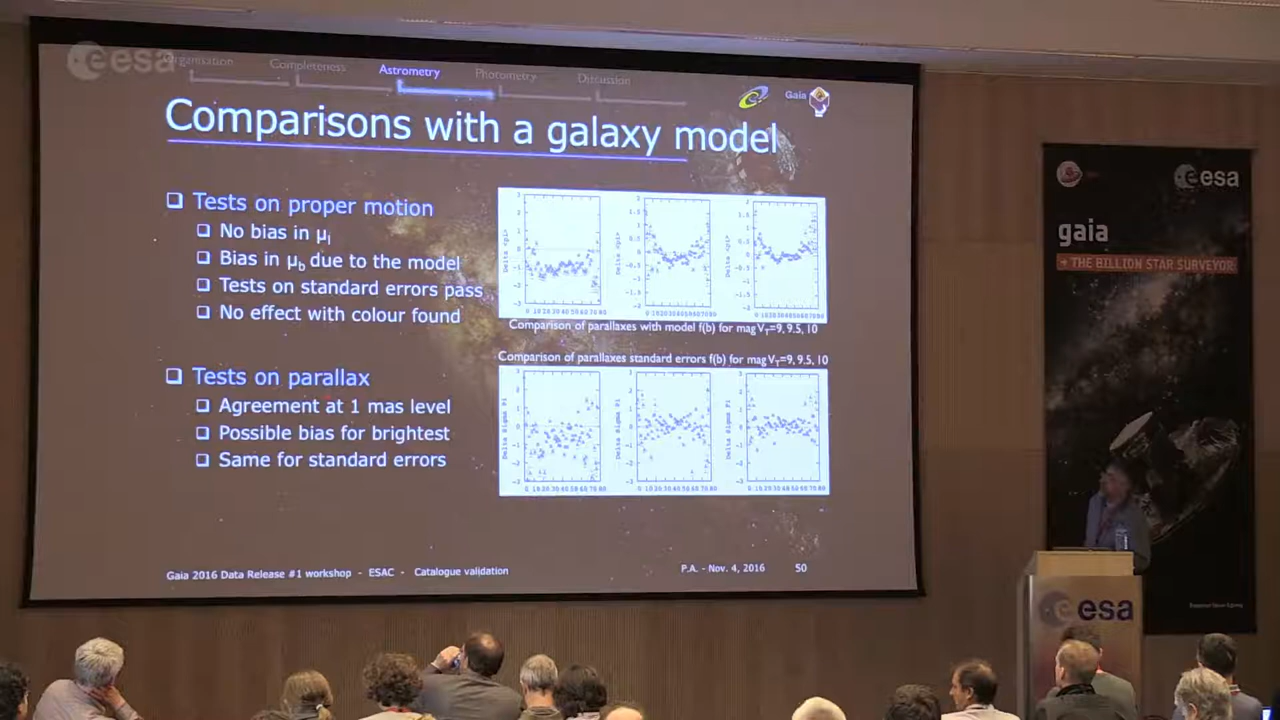 esa
Organisation
Completeness
Astrometry
Photometry
Discussion
Gaia
Comparisons with a galaxy model
Tests on proper motion
No bias in μl
Bias in μb due to the model
Tests on standard errors pass
No effect with colour found
Comparison of parallaxes with model f(b) for mag VT=9, 9.5, 10
Comparison of parallaxes standard errors f(b) for mag VT=9, 9.5, 10
Tests on parallax
Agreement at 1 mas level
Possible bias for brightest
Same for standard errors
Gaia 2016 Data Release #1 workshop - ESAC - Catalogue validation
P.A. - Nov. 4, 2016
50
esa
gaia
→ THE BILLION STAR SURVEYOR
esa